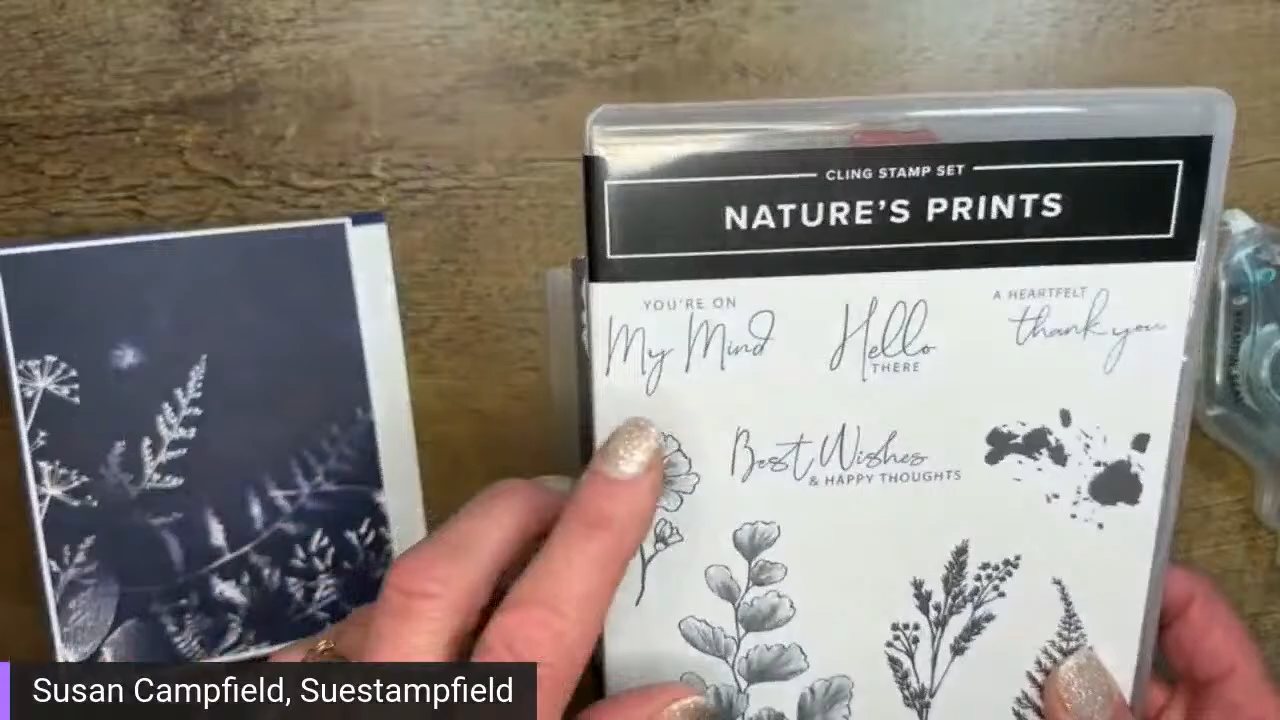 CLING STAMP SET
NATURE'S PRINTS
YOU'RE ON
My Mind
Hello
THERE
A HEARTFELT
thank you
Best Wishes
& HAPPY THOUGHTS
Susan Campfield, Suestampfield